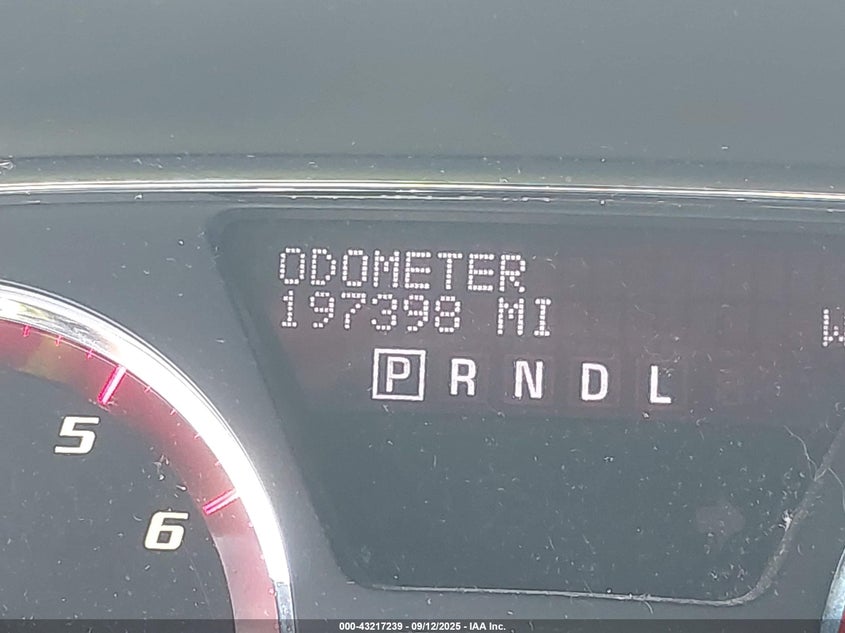 ODOMETER
197398 MI
W
P R N D L
5
6
000-43217239 - 09/12/2025 - IAA Inc.